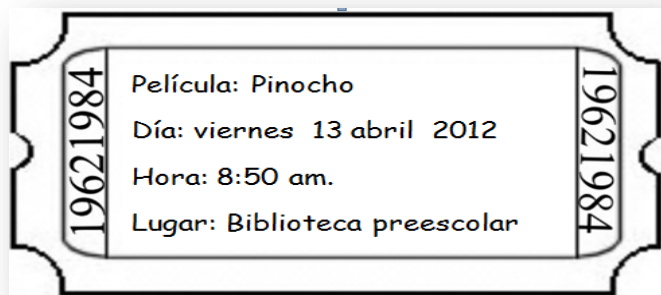 19621984
Película: Pinocho
Día: viernes 13 abril 2012
Hora: 8:50 am.
Lugar: Biblioteca preescolar
19621984